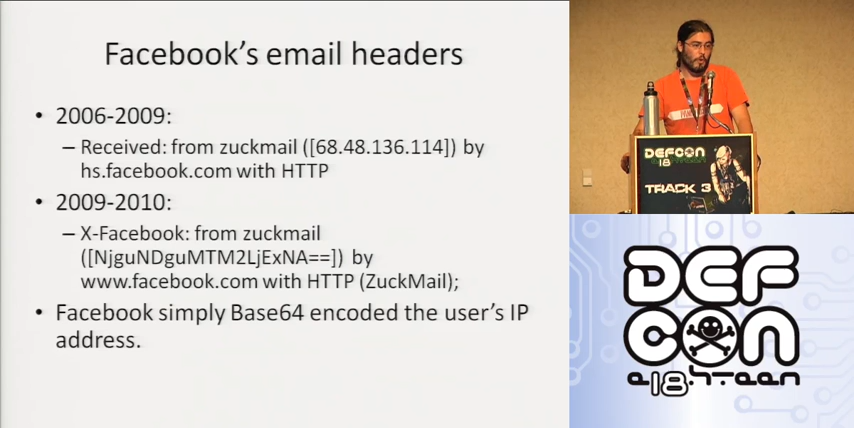 Facebook's email headers
• 2006-2009:
– Received: from zuckmail ([68.48.136.114]) by
hs.facebook.com with HTTP
• 2009-2010:
– X-Facebook: from zuckmail
([NjguNDguMTM2LjExNA==]) by
www.facebook.com with HTTP (ZuckMail);
• Facebook simply Base64 encoded the user's IP
address.
DEFCON
18
TRACK 3
DEF
CON
e18hteen